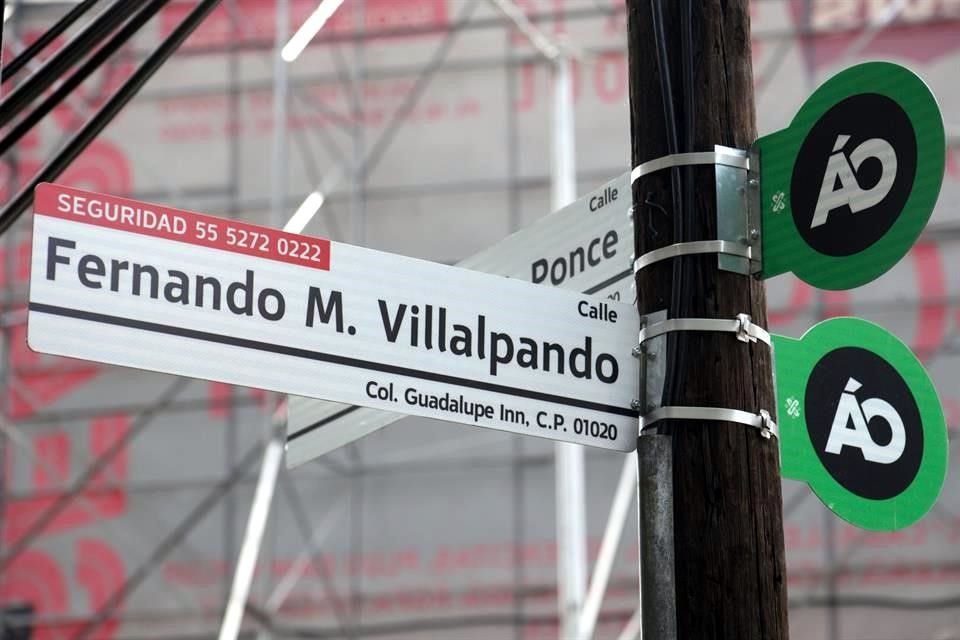 SEGURIDAD 55 5272 0222
Calle
Fernando M. Villalpando
Col. Guadalupe Inn, C.P. 01020
Calle
Ponce
ÁO
ÁO